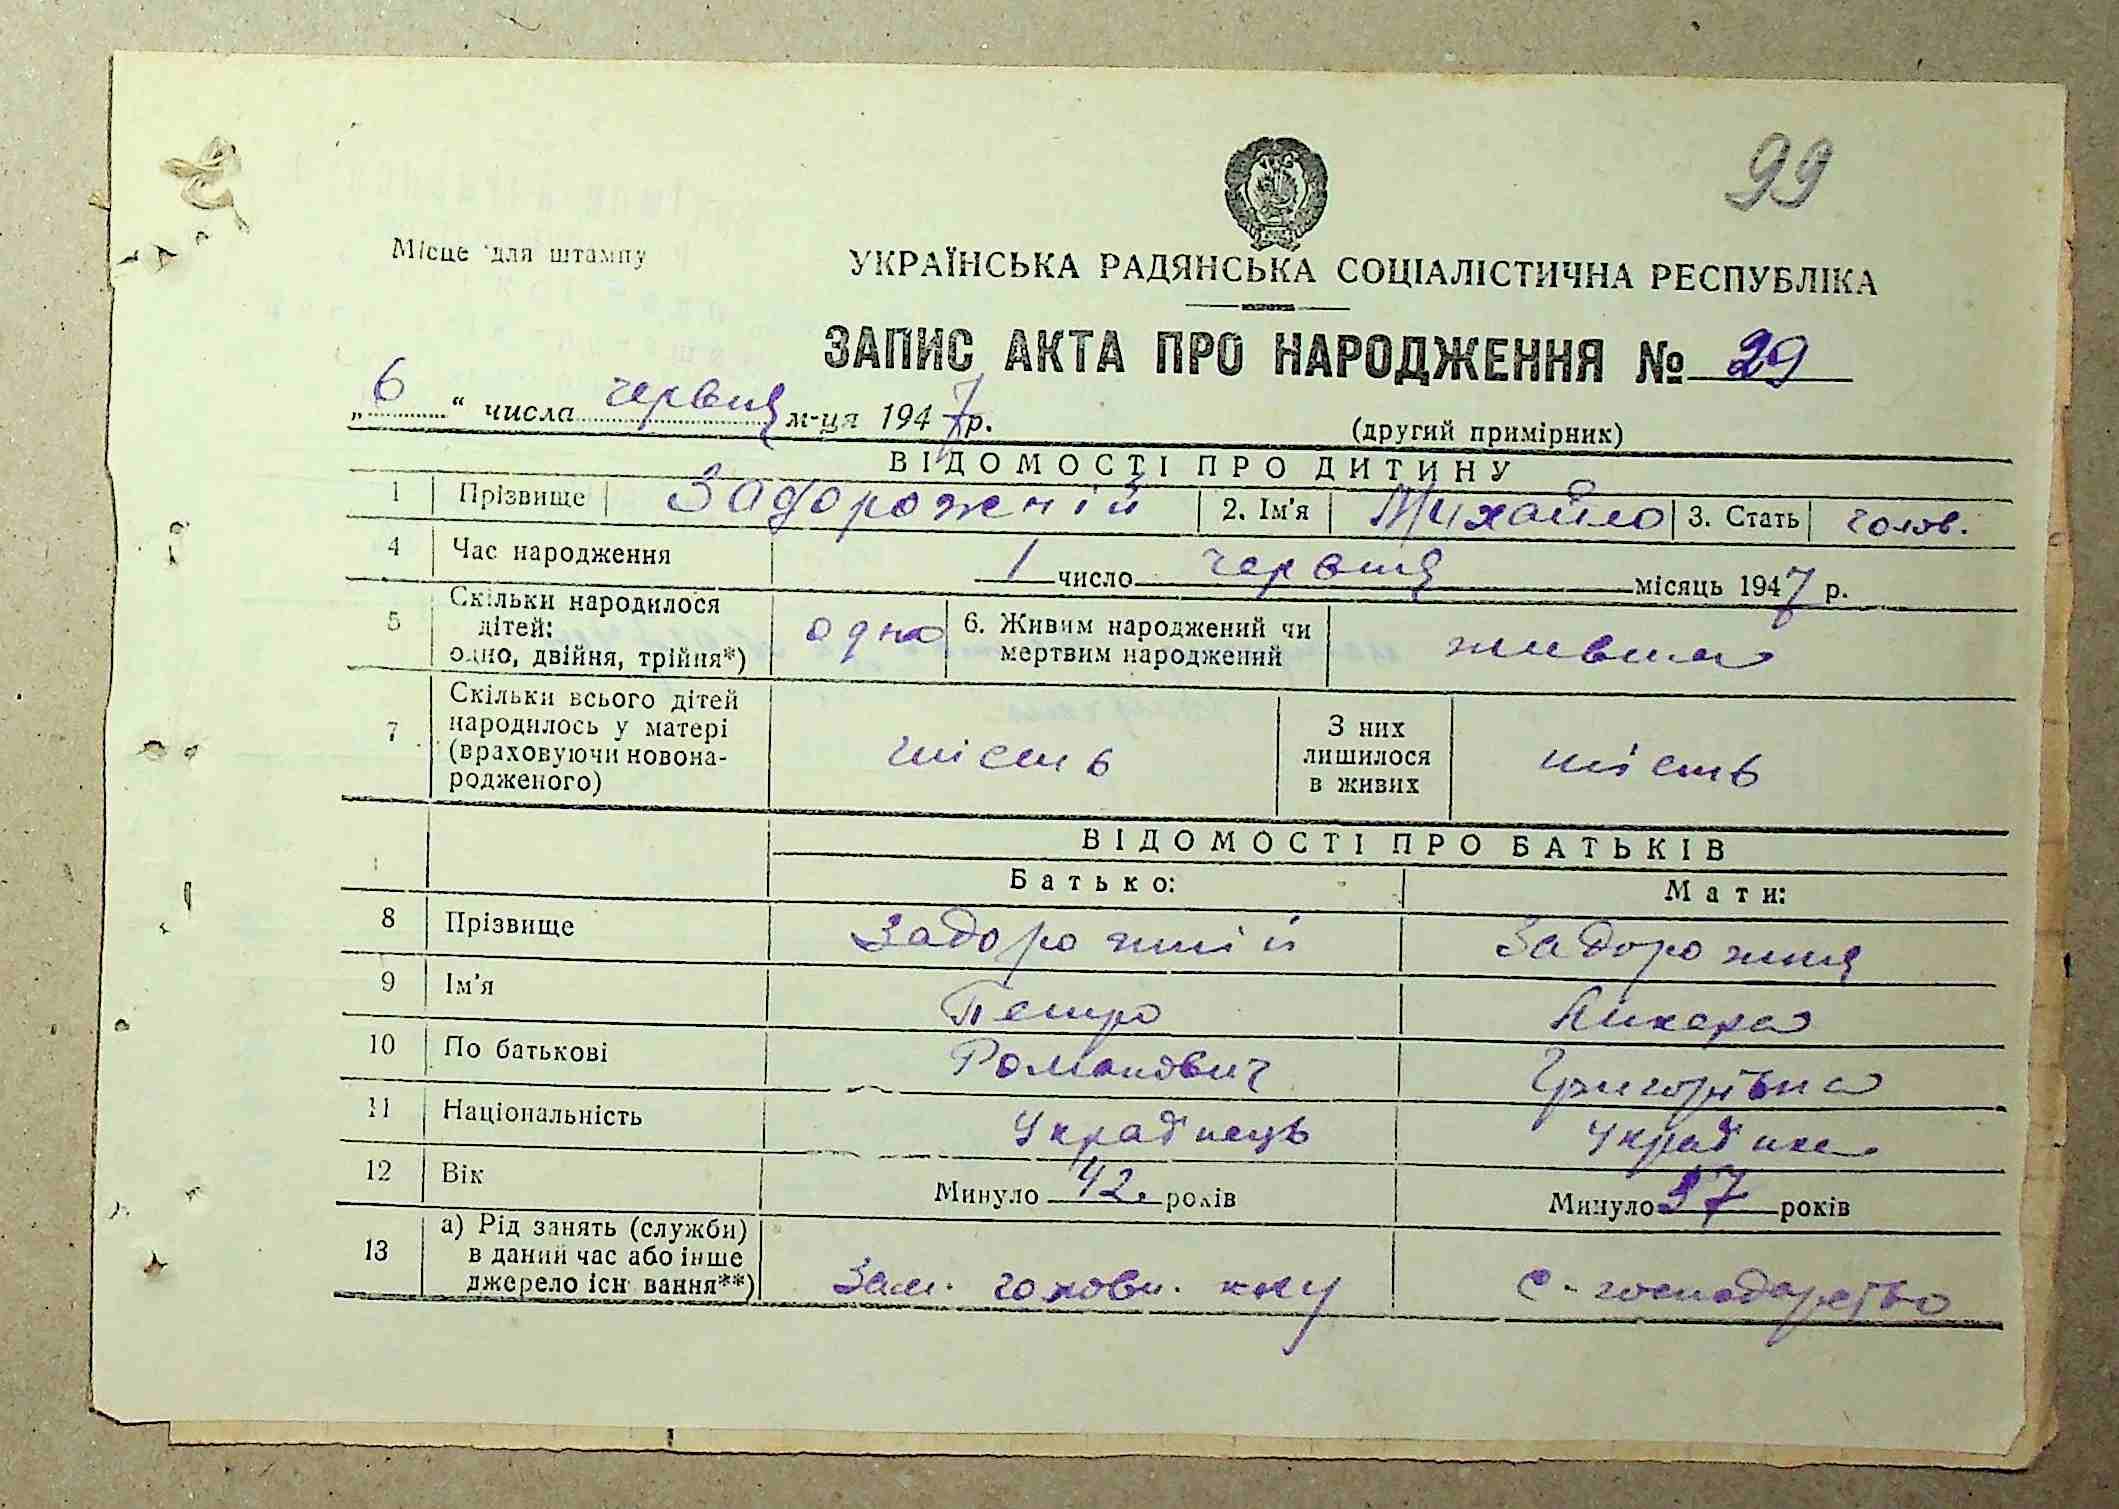 99
Місце для штампу
УКРАЇНСЬКА РАДЯНСЬКА СОЦІАЛІСТИЧНА РЕСПУБЛІКА
ЗАПИС АКТА ПРО НАРОДЖЕННЯ № 29
„6“ числа червня м-ця 1947 р.
(другий примірник)
ВІДОМОСТІ ПРО ДИТИНУ
1 Прізвище Задорожній 2. Ім'я Михайло 3. Стать голов.
4 Час народження 1 число червня місяць 1947 р.
5 Скільки народилося дітей: одно, двійня, трійня*) одно 6. Живим народжений чи мертвим народжений живим
7 Скільки всього дітей народилось у матері (враховуючи новонародженого) шість З них лишилося в живих шість
ВІДОМОСТІ ПРО БАТЬКІВ
Батько: Мати:
8 Прізвище Задорожній Задорожня
9 Ім'я Петро
10 По батькові Романович Григорівна
11 Національність Українець Українка
12 Вік Минуло 42 років Минуло 37 років
13 а) Рід занять (служби) в даний час або інше джерело існ вання**) Зам. голови. с-господарство